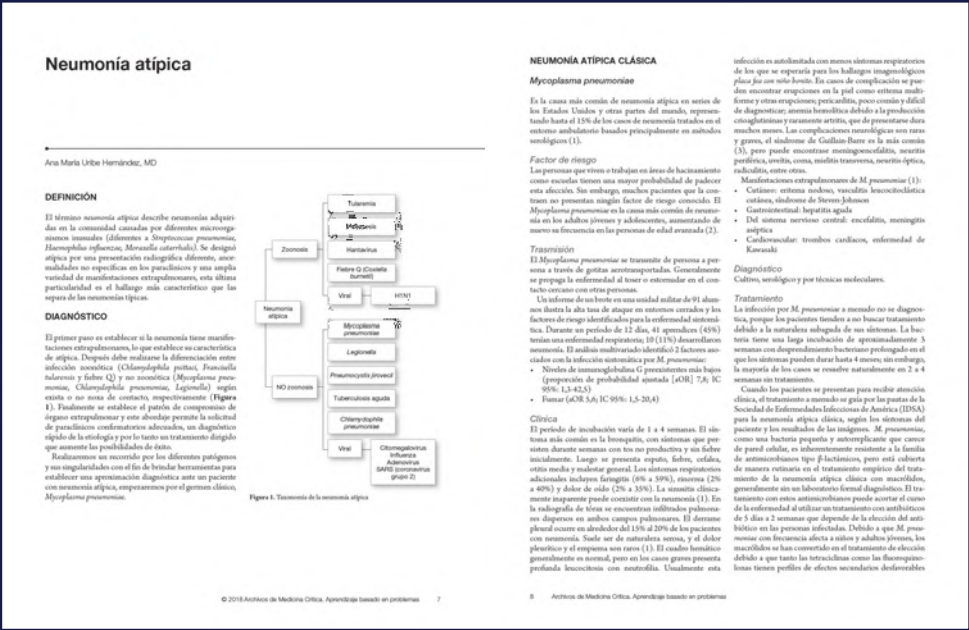 Neumonía atípica
Ana María Uribe Hernández, MD
DEFINICIÓN
El término neumonía atípica describe neumonías adquiri-
das en la comunidad causadas por diferentes microorga-
nismos inusuales (diferentes a Streptococcus pneumoniae,
Haemophilus influenzae, Moraxella catarrhalis). Se designó
atípica por una presentación radiográfica diferente, anor-
malidades no específicas en los paraclínicos y una amplia
variedad de manifestaciones extrapulmonares, esta última
particularidad es el hallazgo más característico que las
separa de las neumonías típicas.
DIAGNÓSTICO
El primer paso es establecer si la neumonía tiene manifes-
taciones extrapulmonares, lo que establece su característica
de atípica. Después debe realizarse la diferenciación entre
infección zoonótica (Chlamydophila psittaci, Francisella
tularensis y fiebre Q) y no zoonótica (Mycoplasma pneu-
moniae, Chlamydophila pneumoniae, Legionella) según
exista o no zona de contacto, respectivamente (Figura
1). Finalmente se establece el patrón de compromiso de
órgano extrapulmonar y este abordaje permite la solicitud
de paraclínicos confirmatorios adecuados, un diagnóstico
rápido de la etiología y por lo tanto un tratamiento dirigido
que aumente las posibilidades de éxito.
Realizaremos un recorrido por los diferentes patógenos
y sus singularidades con el fin de brindar herramientas para
establecer una aproximación diagnóstica ante un paciente
con neumonía atípica, empezaremos por el germen clásico,
Mycoplasma pneumoniae.
Neumonía
atípica
Zoonosis
Tularemia
Hantavirus
Fiebre Q (Coxiella
burnetii)
Viral
H1N1
NO zoonosis
Mycoplasma
pneumoniae
Legionella
Pneumocystis jirovecii
Tuberculosis aguda
Chlamydophila
pneumoniae
Viral
Citomegalovirus
Influenza
Adenovirus
SARS (coronavirus
grupo 2)
Figura 1. Taxonomía de la neumonía atípica
© 2018 Archivos de Medicina Crítica. Aprendizaje basado en problemas 7
NEUMONÍA ATÍPICA CLÁSICA
Mycoplasma pneumoniae
Es la causa más común de neumonía atípica en series de
los Estados Unidos y otras partes del mundo, represen-
tando hasta el 15% de los casos de neumonía tratados en el
entorno ambulatorio basados principalmente en métodos
serológicos (1).
Factor de riesgo
Las personas que viven o trabajan en áreas de hacinamiento
como escuelas tienen una mayor probabilidad de padecer
esta afección. Sin embargo, muchos pacientes que la con-
traen no presentan ningún factor de riesgo conocido. El
Mycoplasma pneumoniae es la causa más común de neumo-
nía en los adultos jóvenes y adolescentes, aumentando de
nuevo su frecuencia en las personas de edad avanzada (2).
Trasmisión
El Mycoplasma pneumoniae se transmite de persona a per-
sona a través de gotitas aerotransportadas. Generalmente
se propaga la enfermedad al toser o estornudar en el con-
tacto cercano con otras personas.
Un informe de un brote en una unidad militar de 91 alum-
nos ilustra la alta tasa de ataque en entornos cerrados y los
factores de riesgo identificados para la enfermedad sintomá-
tica. Durante un período de 12 días, 41 aprendices (45%)
tenían una enfermedad respiratoria; 10 (11%) desarrollaron
neumonía. El análisis multivariado identificó 2 factores aso-
ciados con la infección sintomática por M. pneumoniae:
• Niveles de inmunoglobulina G preexistentes más bajos
(proporción de probabilidad ajustada [aOR] 7,8; IC
95%: 1,3-42,5)
• Fumar (aOR 5,6; IC 95%: 1,5-20,4)
Clínica
El período de incubación varía de 1 a 4 semanas. El sín-
toma más común es la bronquitis, con síntomas que per-
sisten durante semanas con tos no productiva y sin fiebre
inicialmente. Luego se presenta esputo, fiebre, cefalea,
otitis media y malestar general. Los síntomas respiratorios
adicionales incluyen faringitis (6% a 59%), rinorrea (2%
a 40%) y dolor de oído (2% a 35%). La sinusitis clínica-
mente inaparente puede coexistir con la neumonía (1). En
la radiografía de tórax se encuentran infiltrados pulmona-
res dispersos en ambos campos pulmonares. El derrame
pleural ocurre en alrededor del 15% al 20% de los pacientes
con neumonía. Suele ser de naturaleza serosa, y el dolor
pleurítico y el empiema son raros (1). El cuadro hemático
generalmente es normal, pero en los casos graves presenta
profunda leucocitosis con neutrofilia. Usualmente esta
infección es autolimitada con menos síntomas respiratorios
de los que se esperaría para los hallazgos imagenológicos
placa fea con niño bonito. En casos de complicación se pue-
den encontrar erupciones en la piel como eritema multi-
forme y otras erupciones; pericarditis, poco común y difícil
de diagnosticar; anemia hemolítica debido a la producción
crioaglutininas y raramente artritis, que de presentarse dura
muchos meses. Las complicaciones neurológicas son raras
y graves, el síndrome de Guillain-Barre es la más común
(3), pero puede encontrase meningoencefalitis, neuritis
periférica, uveítis, coma, mielitis transversa, neuritis óptica,
radiculitis, entre otras.
Manifestaciones extrapulmonares de M. pneumoniae (1):
• Cutáneo: eritema nodoso, vasculitis leucocitoclástica
cutánea, síndrome de Steven-Johnson
• Gastrointestinal: hepatitis aguda
• Del sistema nervioso central: encefalitis, meningitis
aséptica
• Cardiovascular: trombos cardíacos, enfermedad de
Kawasaki
Diagnóstico
Cultivo, serológico y por técnicas moleculares.
Tratamiento
La infección por M. pneumoniae a menudo no se diagnos-
tica, porque los pacientes tienden a no buscar tratamiento
debido a la naturaleza subaguda de sus síntomas. La bac-
teria tiene una larga incubación de aproximadamente 3
semanas con desprendimiento bacteriano prolongado en el
que los síntomas pueden durar hasta 4 meses; sin embargo,
la mayoría de los casos se resuelve naturalmente en 2 a 4
semanas sin tratamiento.
Cuando los pacientes se presentan para recibir atención
clínica, el tratamiento a menudo se guía por las pautas de la
Sociedad de Enfermedades Infecciosas de América (IDSA)
para la neumonía atípica clásica, según los síntomas del
paciente y los resultados de las imágenes. M. pneumoniae,
como una bacteria pequeña y autorreplicante que carece
de pared celular, es inherentemente resistente a la familia
de antimicrobianos tipo β-lactámicos, pero está cubierta
de manera rutinaria en el tratamiento empírico del trata-
miento de la neumonía atípica clásica con macrólidos,
generalmente sin un laboratorio formal diagnóstico. El tra-
tamiento con estos antimicrobianos puede acortar el curso
de la enfermedad al utilizar un tratamiento con antibióticos
de 5 días a 2 semanas que depende de la elección del anti-
biótico en las personas infectadas. Debido a que M. pneu-
moniae con frecuencia afecta a niños y adultos jóvenes, los
macrólidos se han convertido en el tratamiento de elección
debido a que tanto las tetraciclinas como las fluoroquino-
lonas tienen perfiles de efectos secundarios desfavorables
8 Archivos de Medicina Crítica. Aprendizaje basado en problemas